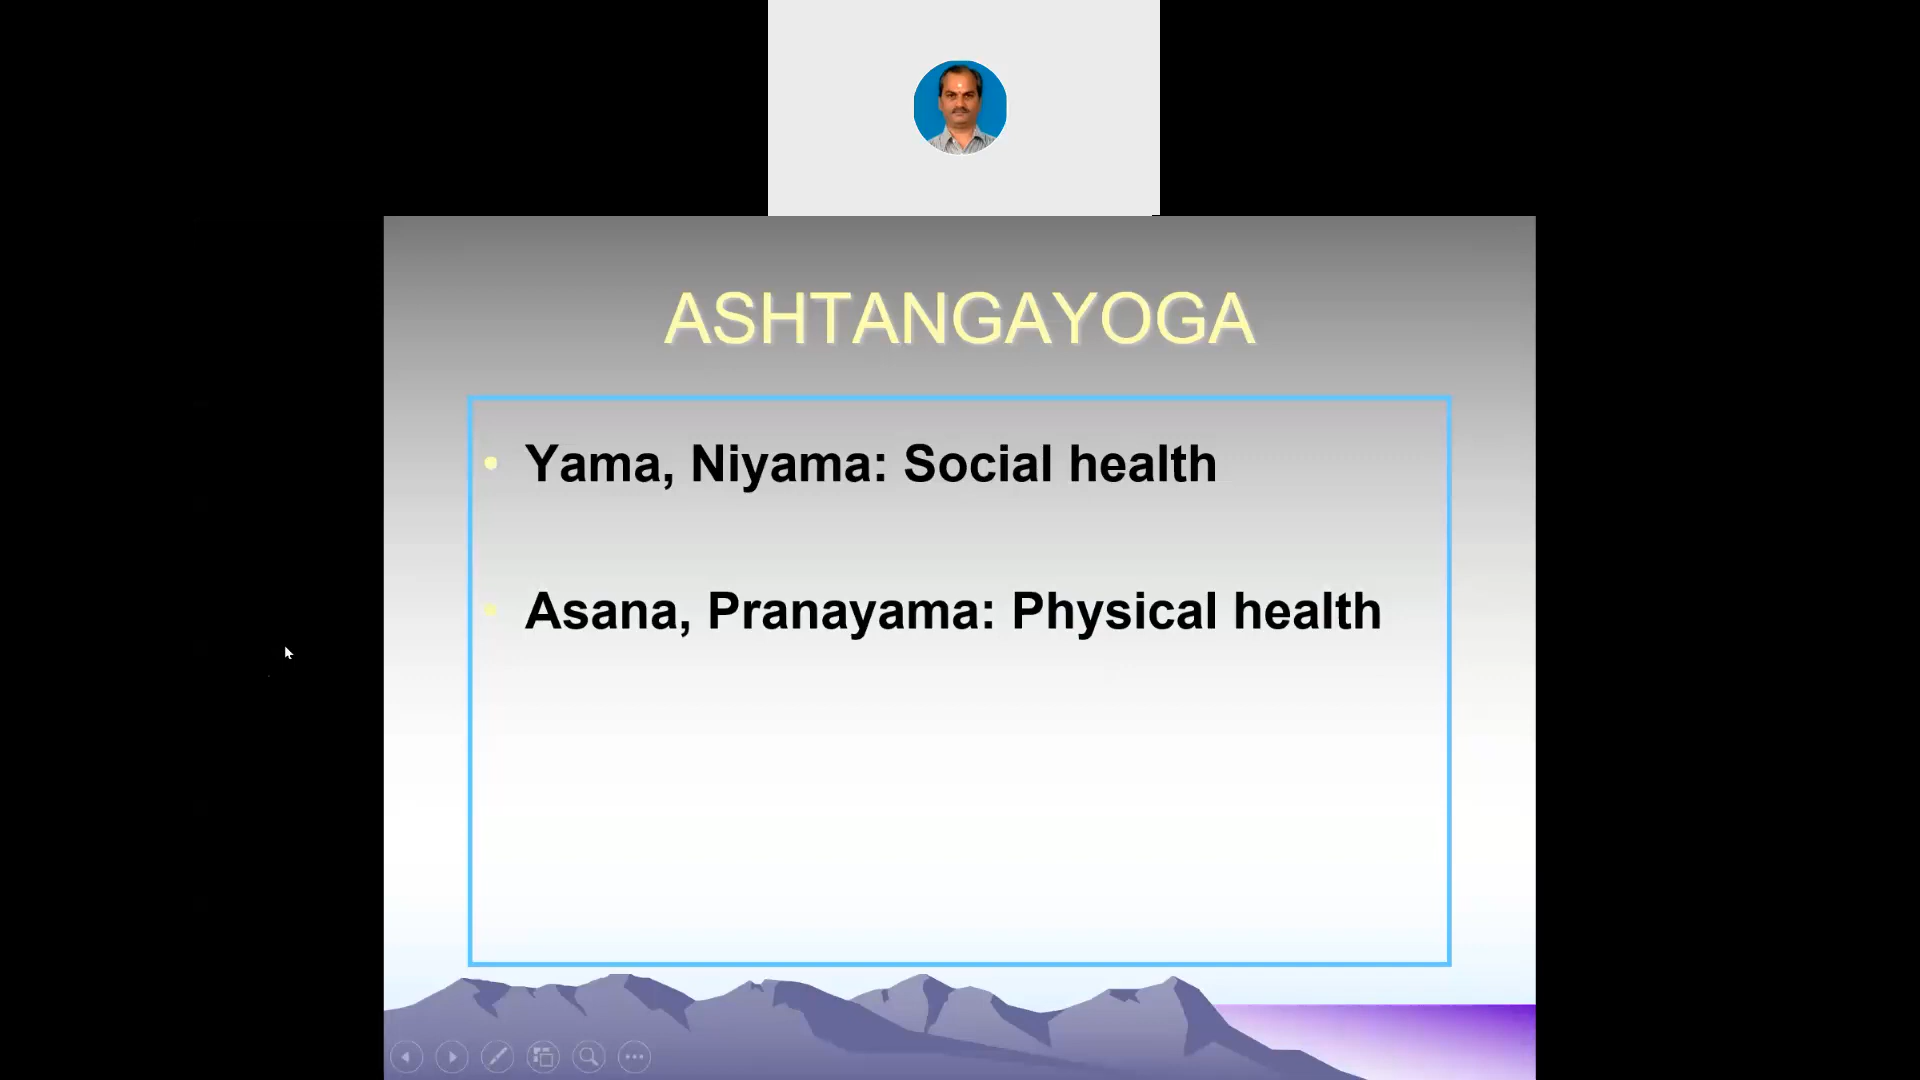 ASHTANGAYOGA
• Yama, Niyama: Social health
• Asana, Pranayama: Physical health